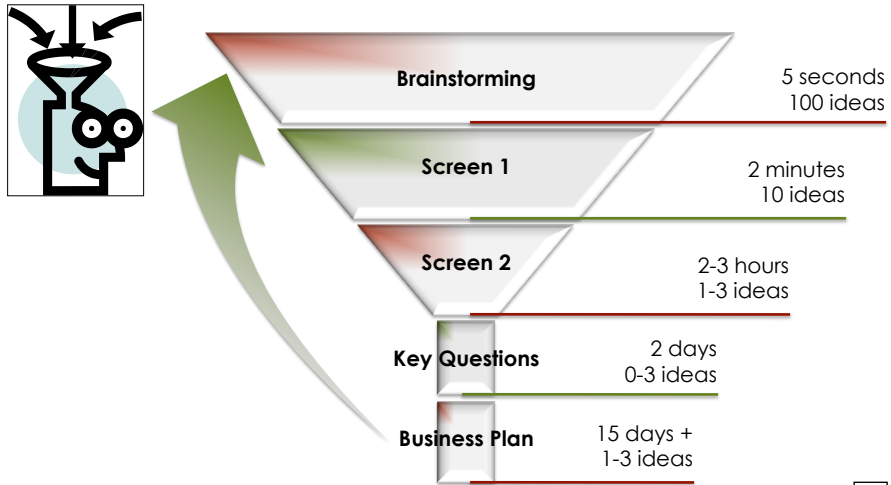 Brainstorming
5 seconds
100 ideas
Screen 1
2 minutes
10 ideas
Screen 2
2-3 hours
1-3 ideas
Key Questions
2 days
0-3 ideas
Business Plan
15 days +
1-3 ideas